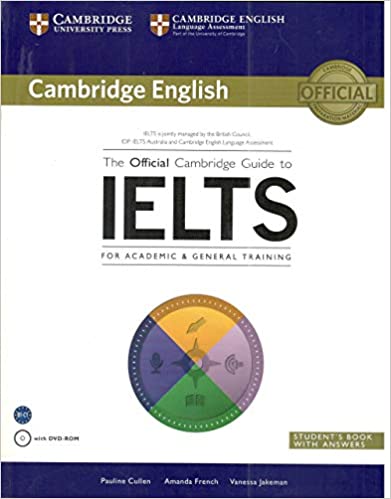 CAMBRIDGE
UNIVERSITY PRESS
CAMBRIDGE ENGLISH
Language Assessment
Part of the University of Cambridge
Cambridge English
OFFICIAL
IELTS is jointly managed by the British Council,
IDP: IELTS Australia and Cambridge English Language Assessment
The Official Cambridge Guide to
IELTS
FOR ACADEMIC & GENERAL TRAINING
B1-C1
with DVD-ROM
STUDENT'S BOOK
WITH ANSWERS
Pauline Cullen Amanda French Vanessa Jakeman